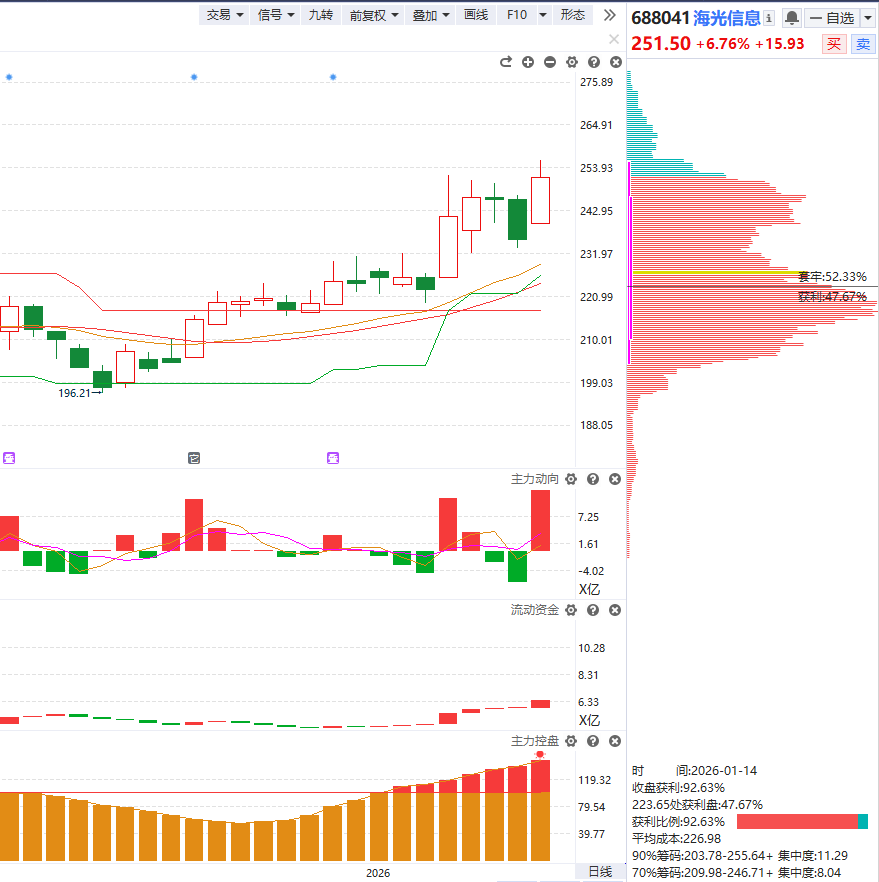 交易 信号 九转 前复权 叠加 画线 F10 形态
688041 海光信息 自选
251.50 +6.76% +15.93 买 卖
275.89
264.91
253.93
242.95
231.97
220.99
210.01
199.03
188.05
196.21
套牢:52.33%
获利:47.67%
主力动向
7.25
1.61
-4.02
X亿
流动资金
10.28
8.31
6.33
X亿
主力控盘
119.32
79.54
39.77
2026
日线
时 间:2026-01-14
收盘获利:92.63%
223.65处获利盘:47.67%
获利比例:92.63%
平均成本:226.98
90%筹码:203.78-255.64+ 集中度:11.29
70%筹码:209.98-246.71+ 集中度:8.04